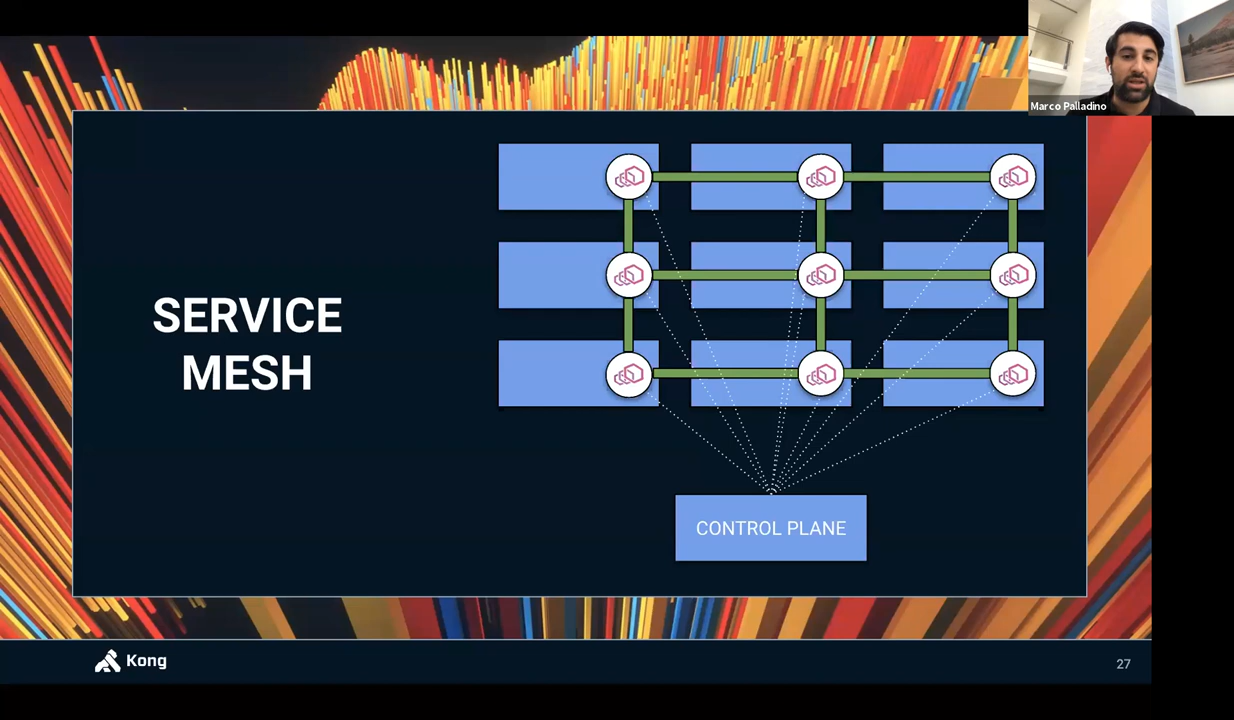 Marco Palladino
SERVICE
MESH
CONTROL PLANE
Kong
27